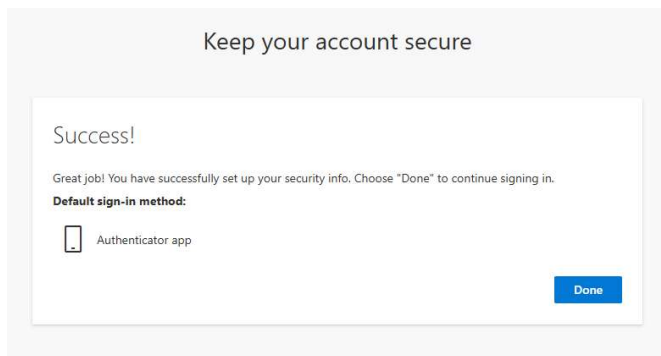 Keep your account secure
Success!
Great job! You have successfully set up your security info. Choose "Done" to continue signing in.
Default sign-in method:
Authenticator app
Done